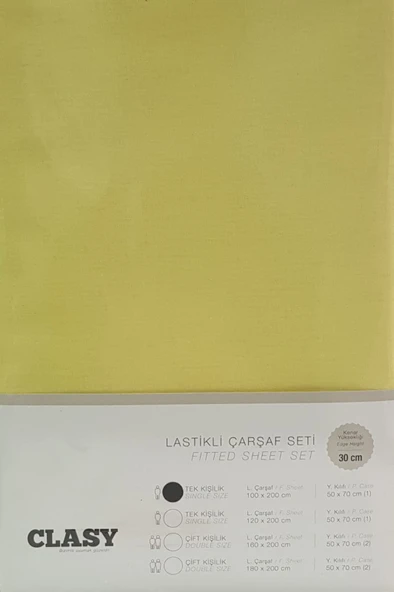 LASTİKLİ ÇARŞAF SETİ
FITTED SHEET SET
30 cm
TEK KİŞİLİK
SINGLE SIZE
L. Çarşaf / F. Sheet
100 x 200 cm
Y. Kılıfı / P. Case
50 x 70 cm (1)
TEK KİŞİLİK
SINGLE SIZE
L. Çarşaf / F. Sheet
120 x 200 cm
Y. Kılıfı / P. Case
50 x 70 cm (1)
ÇİFT KİŞİLİK
DOUBLE SIZE
L. Çarşaf / F. Sheet
160 x 200 cm
Y. Kılıfı / P. Case
50 x 70 cm (2)
ÇİFT KİŞİLİK
DOUBLE SIZE
L. Çarşaf / F. Sheet
180 x 200 cm
Y. Kılıfı / P. Case
50 x 70 cm (2)
CLASY